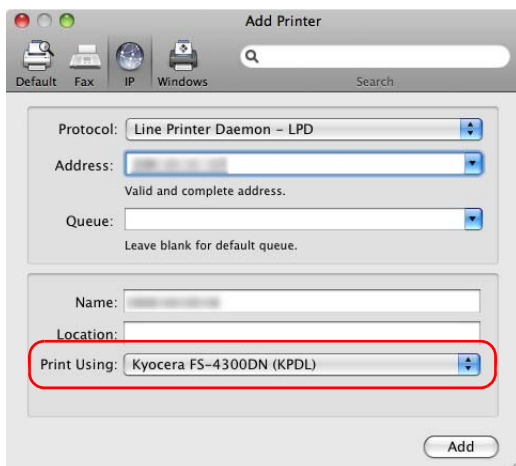 Add Printer
Default Fax IP Windows Search
Protocol: Line Printer Daemon – LPD
Address:
Valid and complete address.
Queue:
Leave blank for default queue.
Name:
Location:
Print Using: Kyocera FS-4300DN (KPDL)
Add